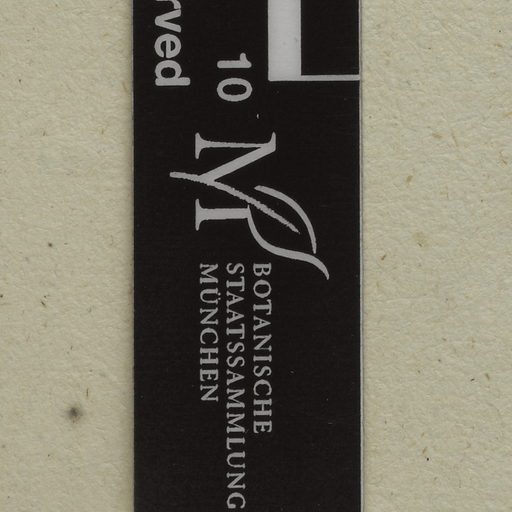 rved
10
M
BOTANISCHE
STAATSSAMMLUNG
MÜNCHEN